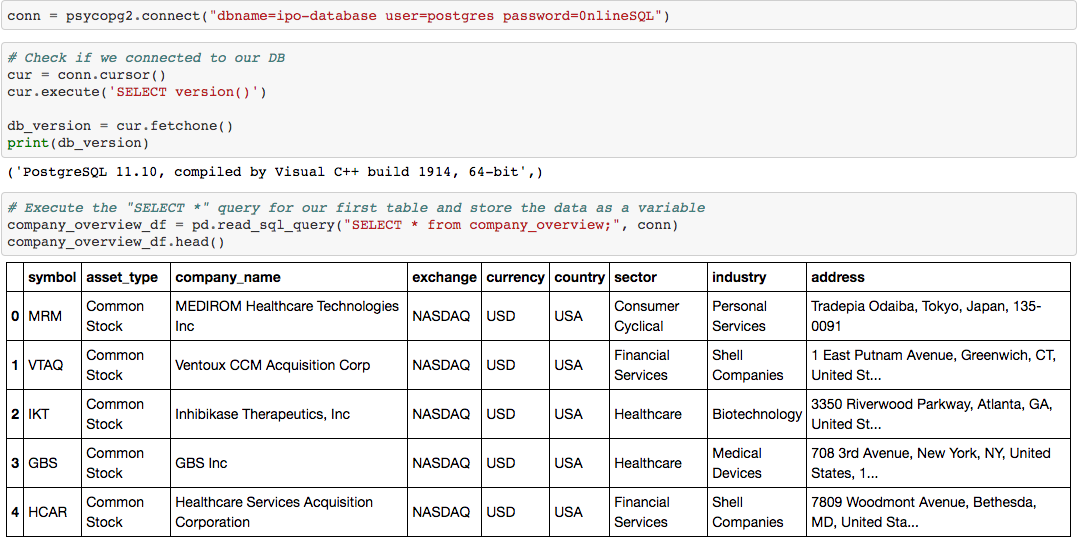 conn = psycopg2.connect("dbname=ipo-database user=postgres password=0nlineSQL")
# Check if we connected to our DB
cur = conn.cursor()
cur.execute('SELECT version()')
db_version = cur.fetchone()
print(db_version)
('PostgreSQL 11.10, compiled by Visual C++ build 1914, 64-bit',)
# Execute the "SELECT *" query for our first table and store the data as a variable
company_overview_df = pd.read_sql_query("SELECT * from company_overview;", conn)
company_overview_df.head()
symbol asset_type company_name exchange currency country sector industry address
0 MRM Common Stock MEDIROM Healthcare Technologies Inc NASDAQ USD USA Consumer Cyclical Personal Services Tradepia Odaiba, Tokyo, Japan, 135-0091
1 VTAQ Common Stock Ventoux CCM Acquisition Corp NASDAQ USD USA Financial Services Shell Companies 1 East Putnam Avenue, Greenwich, CT, United St...
2 IKT Common Stock Inhibikase Therapeutics, Inc NASDAQ USD USA Healthcare Biotechnology 3350 Riverwood Parkway, Atlanta, GA, United St...
3 GBS Common Stock GBS Inc NASDAQ USD USA Healthcare Medical Devices 708 3rd Avenue, New York, NY, United States, 1...
4 HCAR Common Stock Healthcare Services Acquisition Corporation NASDAQ USD USA Financial Services Shell Companies 7809 Woodmont Avenue, Bethesda, MD, United Sta...